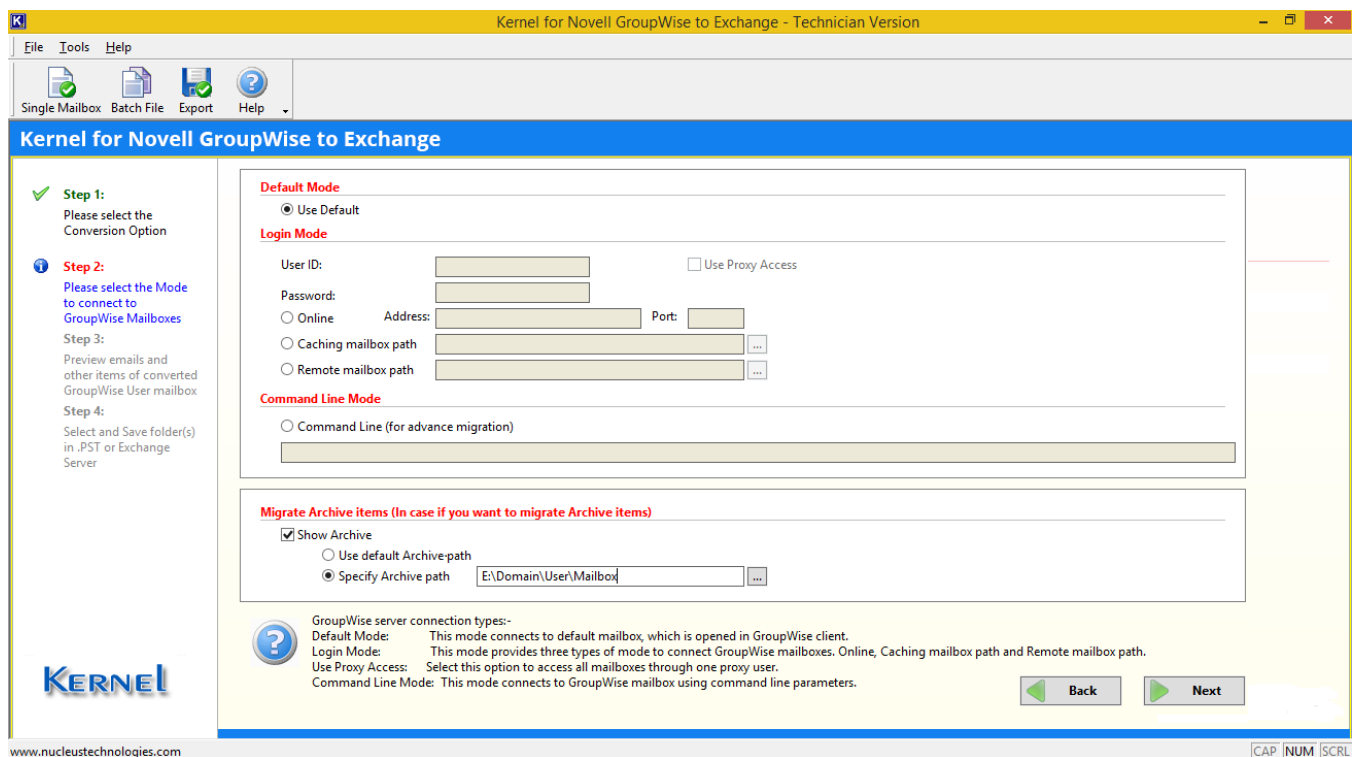 K
Kernel for Novell GroupWise to Exchange - Technician Version
File Tools Help
Single Mailbox Batch File Export Help
Kernel for Novell GroupWise to Exchange
Step 1:
Please select the
Conversion Option
Step 2:
Please select the Mode
to connect to
GroupWise Mailboxes
Step 3:
Preview emails and
other items of converted
GroupWise User mailbox
Step 4:
Select and Save folder(s)
in .PST or Exchange
Server
KERNEL
Default Mode
Use Default
Login Mode
User ID: Use Proxy Access
Password:
Online Address: Port:
Caching mailbox path ...
Remote mailbox path ...
Command Line Mode
Command Line (for advance migration)
Migrate Archive items (In case if you want to migrate Archive items)
Show Archive
Use default Archive-path
Specify Archive path E:\Domain\User\Mailbox ...
GroupWise server connection types:-
Default Mode: This mode connects to default mailbox, which is opened in GroupWise client.
Login Mode: This mode provides three types of mode to connect GroupWise mailboxes. Online, Caching mailbox path and Remote mailbox path.
Use Proxy Access: Select this option to access all mailboxes through one proxy user.
Command Line Mode: This mode connects to GroupWise mailbox using command line parameters.
Back Next
www.nucleustechnologies.com CAP NUM SCRL